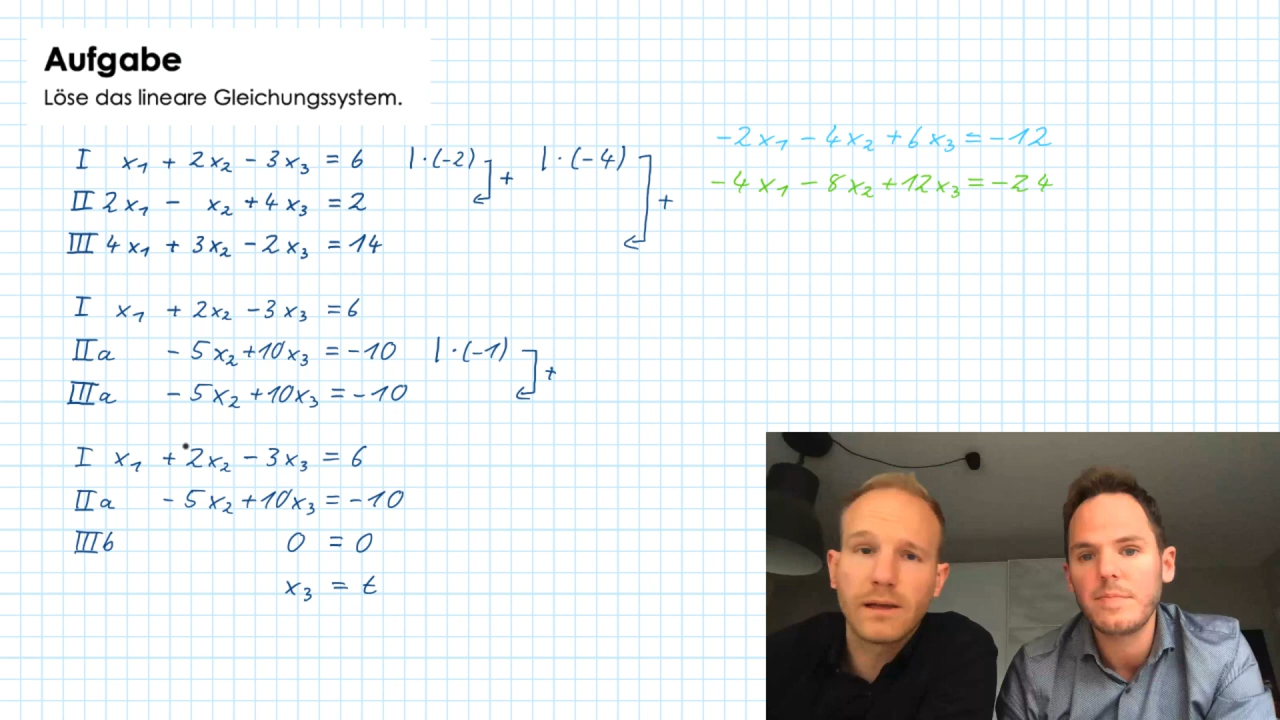 Aufgabe
Löse das lineare Gleichungssystem.
I x₁ + 2x₂ - 3x₃ = 6 | · (-2) + | · (-4) +
II 2x₁ - x₂ + 4x₃ = 2
III 4x₁ + 3x₂ - 2x₃ = 14
I x₁ + 2x₂ - 3x₃ = 6
IIa - 5x₂ + 10x₃ = -10 | · (-1) +
IIIa - 5x₂ + 10x₃ = -10
I x₁ + 2x₂ - 3x₃ = 6
IIa - 5x₂ + 10x₃ = -10
IIIb 0 = 0
x₃ = t
-2x₁ - 4x₂ + 6x₃ = -12
-4x₁ - 8x₂ + 12x₃ = -24